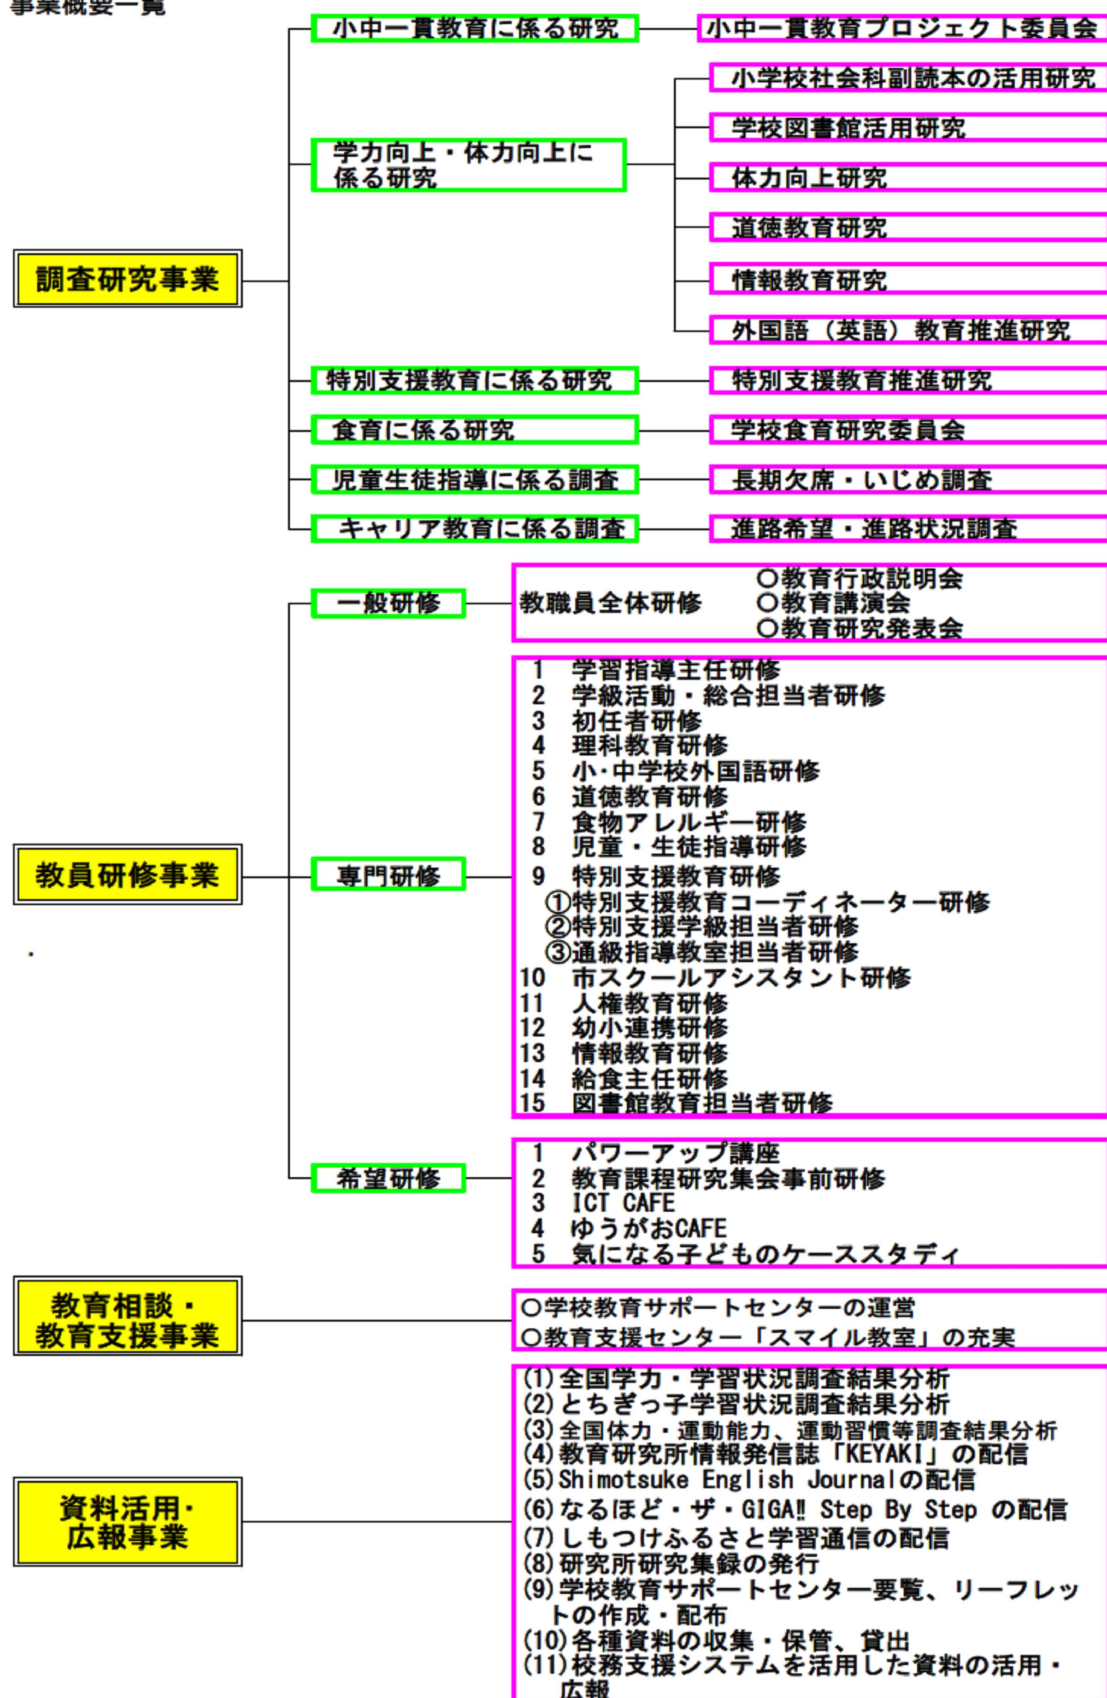 事業概要一覧
小中一貫教育に係る研究
小中一貫教育プロジェクト委員会
学力向上・体力向上に
係る研究
小学校社会科副読本の活用研究
学校図書館活用研究
体力向上研究
道徳教育研究
情報教育研究
外国語（英語）教育推進研究
調査研究事業
特別支援教育に係る研究
特別支援教育推進研究
食育に係る研究
学校食育研究委員会
児童生徒指導に係る調査
長期欠席・いじめ調査
キャリア教育に係る調査
進路希望・進路状況調査
教員研修事業
一般研修
教職員全体研修
○教育行政説明会
○教育講演会
○教育研究発表会
専門研修
1 学習指導主任研修
2 学級活動・総合担当者研修
3 初任者研修
4 理科教育研修
5 小・中学校外国語研修
6 道徳教育研修
7 食物アレルギー研修
8 児童・生徒指導研修
9 特別支援教育研修
①特別支援教育コーディネーター研修
②特別支援学級担当者研修
③通級指導教室担当者研修
10 市スクールアシスタント研修
11 人権教育研修
12 幼小連携研修
13 情報教育研修
14 給食主任研修
15 図書館教育担当者研修
希望研修
1 パワーアップ講座
2 教育課程研究集会事前研修
3 ICT CAFE
4 ゆうがおCAFE
5 気になる子どものケーススタディ
教育相談・
教育支援事業
○学校教育サポートセンターの運営
○教育支援センター「スマイル教室」の充実
資料活用・
広報事業
(1)全国学力・学習状況調査結果分析
(2)とちぎっ子学習状況調査結果分析
(3)全国体力・運動能力、運動習慣等調査結果分析
(4)教育研究所情報発信誌「KEYAKI」の配信
(5)Shimotsuke English Journalの配信
(6)なるほど・ザ・GIGA‼ Step By Step の配信
(7)しもつけふるさと学習通信の配信
(8)研究所研究集録の発行
(9)学校教育サポートセンター要覧、リーフレッ
トの作成・配布
(10)各種資料の収集・保管、貸出
(11)校務支援システムを活用した資料の活用・
広報